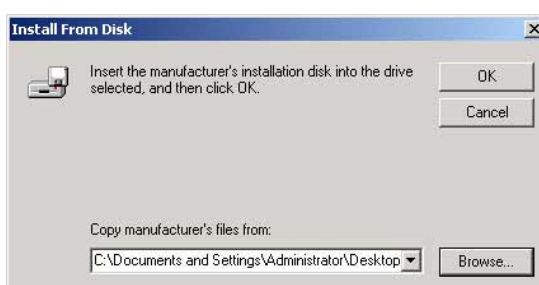 Install From Disk
Insert the manufacturer's installation disk into the drive
selected, and then click OK.
OK
Cancel
Copy manufacturer's files from:
C:\Documents and Settings\Administrator\Desktop
Browse...